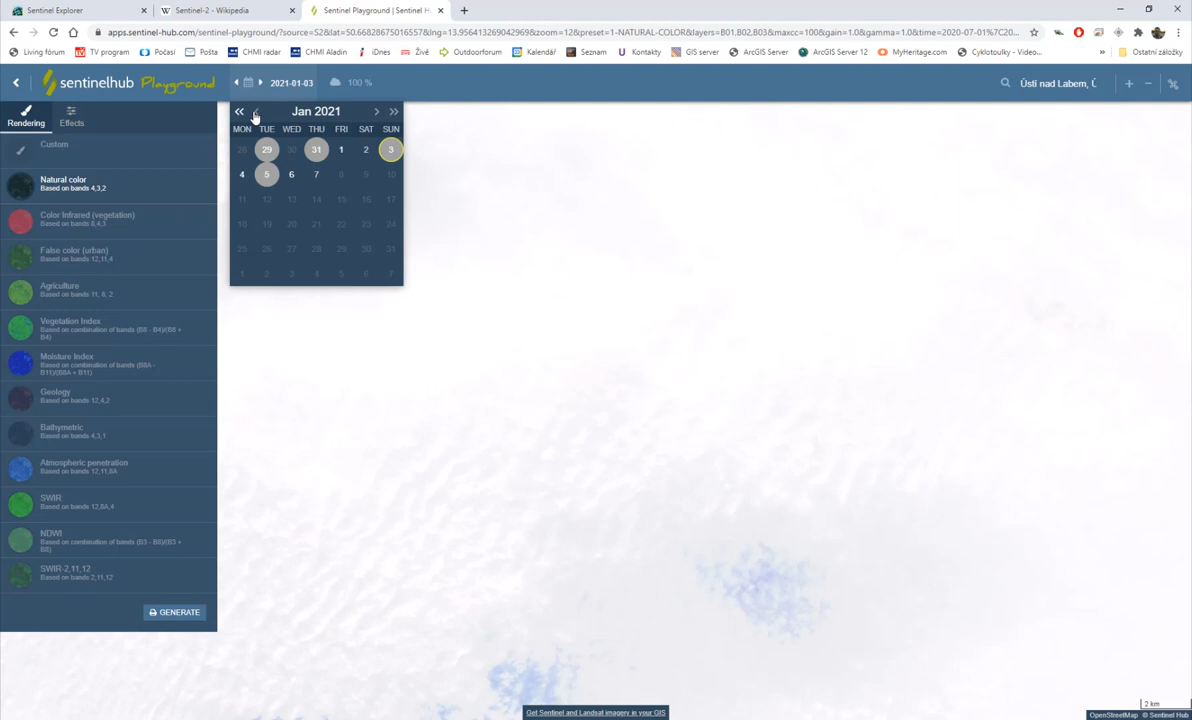 Sentinel Explorer
Sentinel-2 - Wikipedia
Sentinel Playground | Sentinel Hu
apps.sentinel-hub.com/sentinel-playground/?source=S2&lat=50.66828675016557&lng=13.956413269042969&zoom=12&preset=1-NATURAL-COLOR&layers=B01,B02,B03&maxcc=100&gain=1.0&gamma=1.0&time=2020-07-01%7C20...
Living fórum
TV program
Počasí
Pošta
CHMI radar
CHMI Aladin
iDnes
Živě
Outdoorforum
Kalendář
Seznam
Kontakty
GIS server
ArcGIS Server
ArcGIS Server 12
MyHeritage.com
Cyklotoulky - Video...
»
Ostatní záložky
sentinelhub Playground
2021-01-03
100 %
Ústí nad Labem, Ú
Rendering
Effects
Jan 2021
MON TUE WED THU FRI SAT SUN
28 29 30 31 1 2 3
4 5 6 7 8 9 10
11 12 13 14 15 16 17
18 19 20 21 22 23 24
25 26 27 28 29 30 31
1 2 3 4 5 6 7
Custom
Natural color
Based on bands 4,3,2
Color Infrared (vegetation)
Based on bands 8,4,3
False color (urban)
Based on bands 12,11,4
Agriculture
Based on bands 11, 8, 2
Vegetation Index
Based on combination of bands (B8 - B4)/(B8 +
B4)
Moisture Index
Based on combination of bands (B8A -
B11)/(B8A + B11)
Geology
Based on bands 12,4,2
Bathymetric
Based on bands 4,3,1
Atmospheric penetration
Based on bands 12,11,8A
SWIR
Based on bands 12,8A,4
NDWI
Based on combination of bands (B3 - B8)/(B3 +
B8)
SWIR-2,11,12
Based on bands 2,11,12
GENERATE
2 km
Get Sentinel and Landsat imagery in your GIS
OpenStreetMap © Sentinel Hub